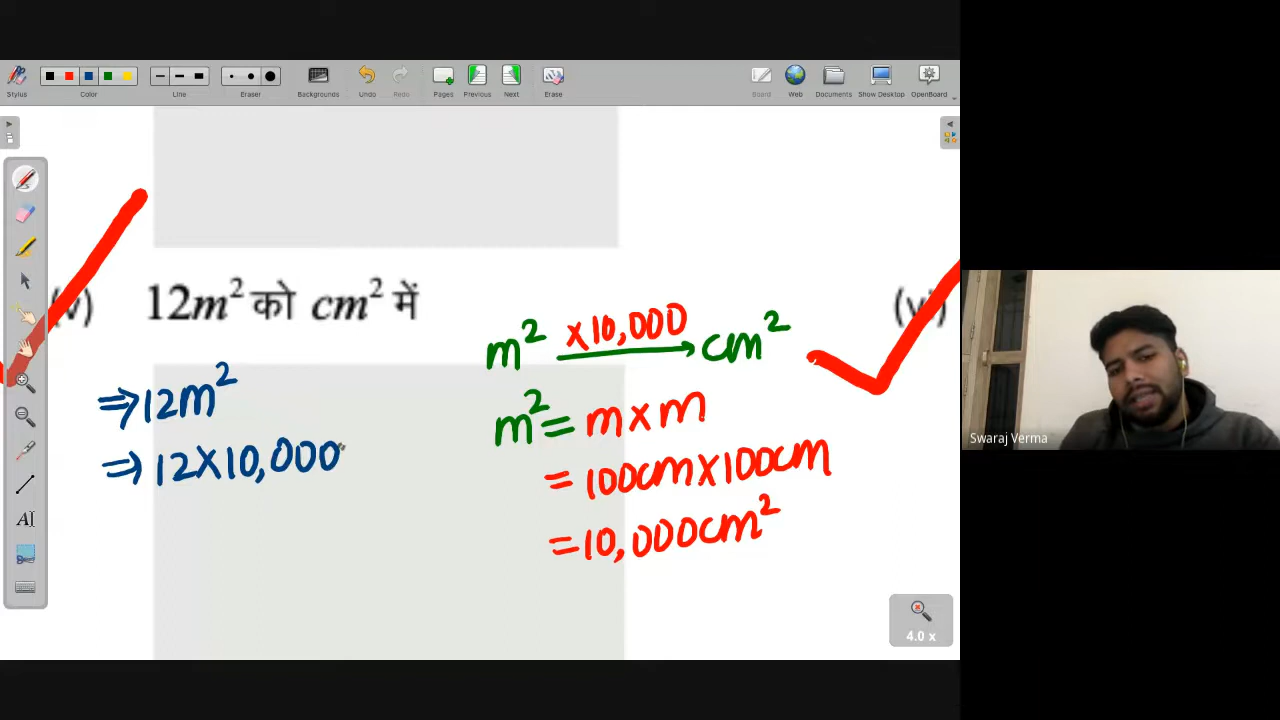 Stylus
Color
Line
Eraser
Backgrounds
Undo
Redo
Pages
Previous
Next
Erase
Board
Web
Documents
Show Desktop
OpenBoard
(v) 12m² को cm² में
m² ×10,000 → cm²
⇒12m²
⇒12×10,000
m² = m×m
= 100cm×100cm
=10,000cm²
AI
4.0 x
Swaraj Verma